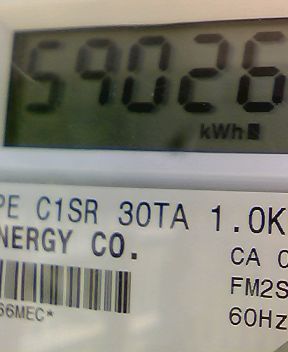 59026
kWh
PE C1SR 30TA 1.0K
NERGY CO.
CA
FM2S
60Hz
66MEC*